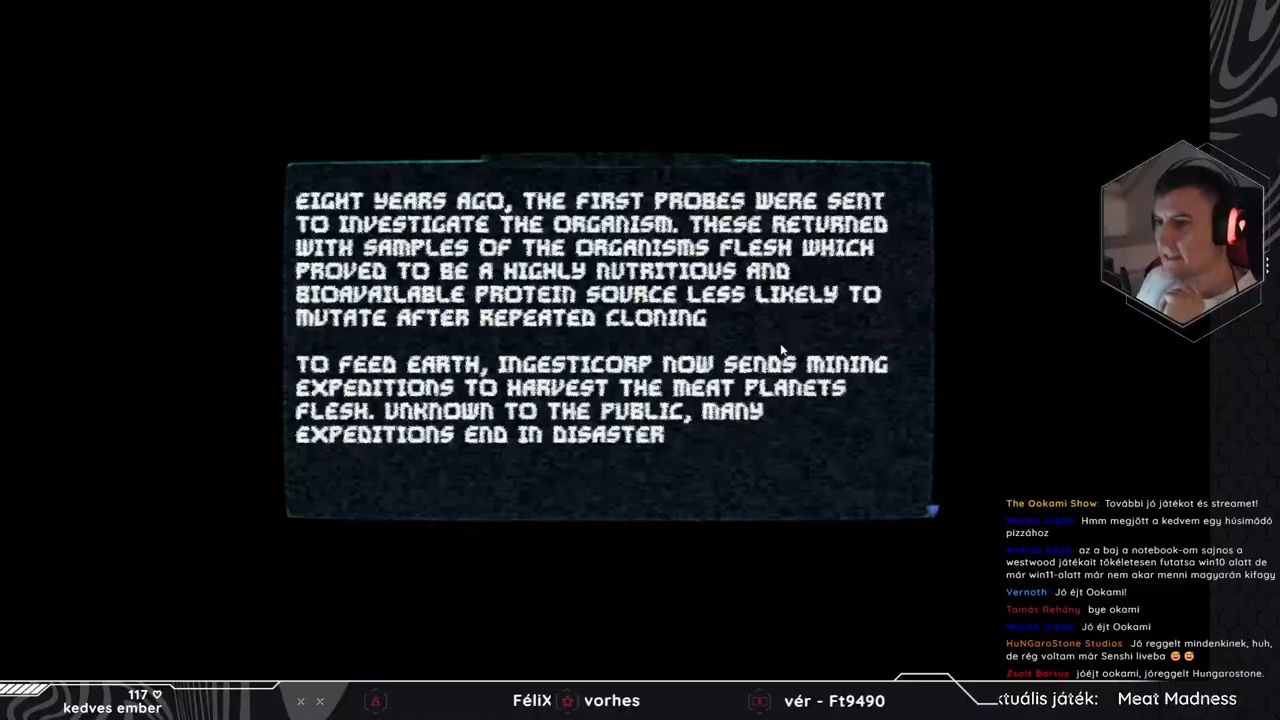 EIGHT YEARS AGO, THE FIRST PROBES WERE SENT
TO INVESTIGATE THE ORGANISM. THESE RETURNED
WITH SAMPLES OF THE ORGANISMS FLESH WHICH
PROVED TO BE A HIGHLY NUTRITIOUS AND
BIOAVAILABLE PROTEIN SOURCE LESS LIKELY TO
MUTATE AFTER REPEATED CLONING
TO FEED EARTH, INGESTICORP NOW SENDS MINING
EXPEDITIONS TO HARVEST THE MEAT PLANETS
FLESH. UNKNOWN TO THE PUBLIC, MANY
EXPEDITIONS END IN DISASTER
The Ookami Show: További jó játékot és streamet!
Hmm megjött a kedvem egy húsimádó
pizzához
az a baj a notebook-om sajnos a
westwood játékait tökéletesen futatsa win10 alatt de
már win11-alatt már nem akar menni magyarán kifagy
Vernoth: Jó éjt Ookami!
Tamás Rehány: bye okami
Jó éjt Ookami
HuNGaroStone Studios: Jó reggelt mindenkinek, huh,
de rég voltam már Senshi liveba
Zsolt Bartus: jóéjt ookami, jóreggelt Hungarostone.
117
kedves ember
FéliX vorhes
vér - Ft9490
ktuális játék: Meat Madness